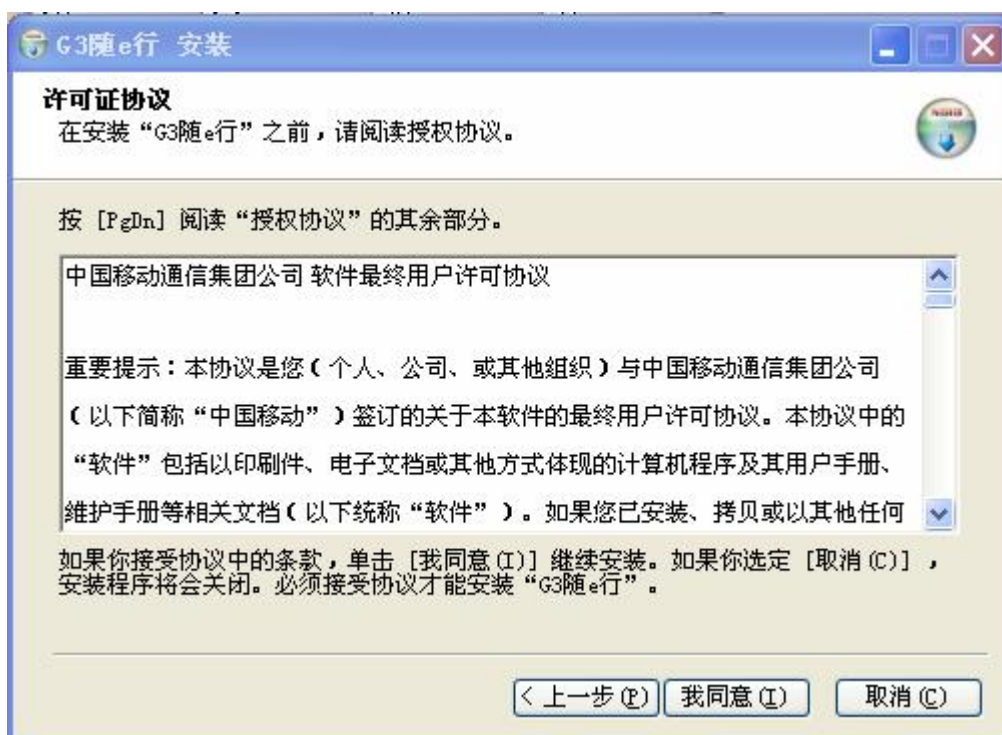 G3随e行 安装
许可证协议
在安装“G3随e行”之前，请阅读授权协议。
按 [PgDn] 阅读“授权协议”的其余部分。
中国移动通信集团公司 软件最终用户许可协议
重要提示：本协议是您（个人、公司、或其他组织）与中国移动通信集团公司
（以下简称“中国移动”）签订的关于本软件的最终用户许可协议。本协议中的
“软件”包括以印刷件、电子文档或其他方式体现的计算机程序及其用户手册、
维护手册等相关文档（以下统称“软件”）。如果您已安装、拷贝或以其他任何
如果你接受协议中的条款，单击 [我同意(I)] 继续安装。如果你选定 [取消(C)] ，
安装程序将会关闭。必须接受协议才能安装“G3随e行”。
< 上一步(P)
我同意(I)
取消(C)